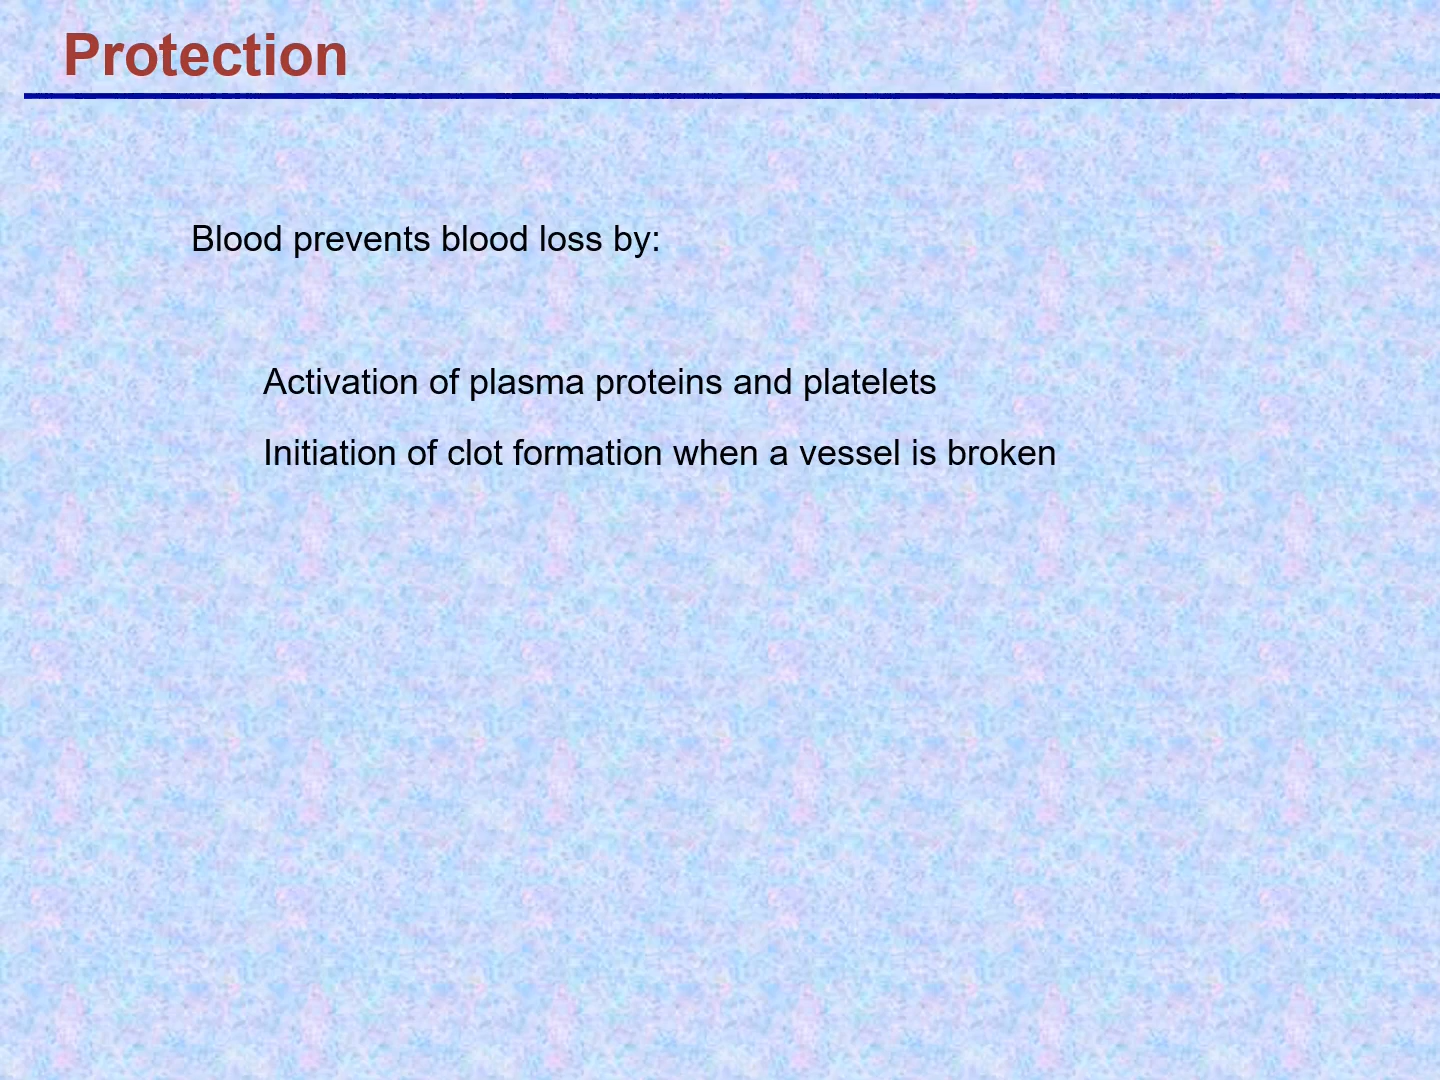 Protection
Blood prevents blood loss by:
Activation of plasma proteins and platelets
Initiation of clot formation when a vessel is broken